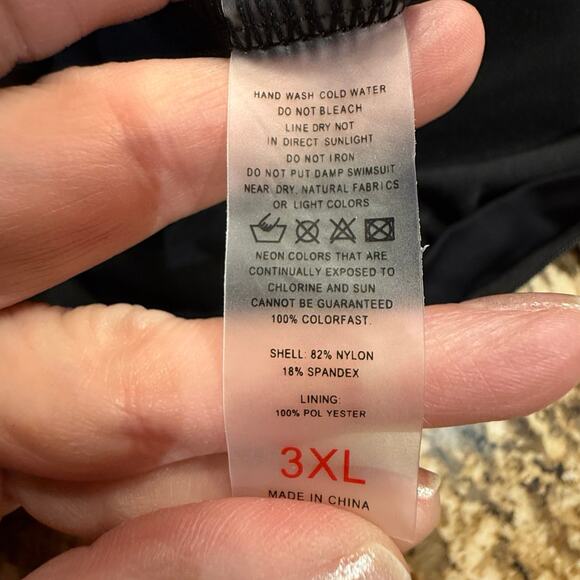 HAND WASH COLD WATER
DO NOT BLEACH
LINE DRY NOT
IN DIRECT SUNLIGHT
DO NOT IRON
DO NOT PUT DAMP SWIMSUIT
NEAR DRY, NATURAL FABRICS
OR LIGHT COLORS
NEON COLORS THAT ARE
CONTINUALLY EXPOSED TO
CHLORINE AND SUN
CANNOT BE GUARANTEED
100% COLORFAST.
SHELL: 82% NYLON
18% SPANDEX
LINING:
100% POLYESTER
3XL
MADE IN CHINA